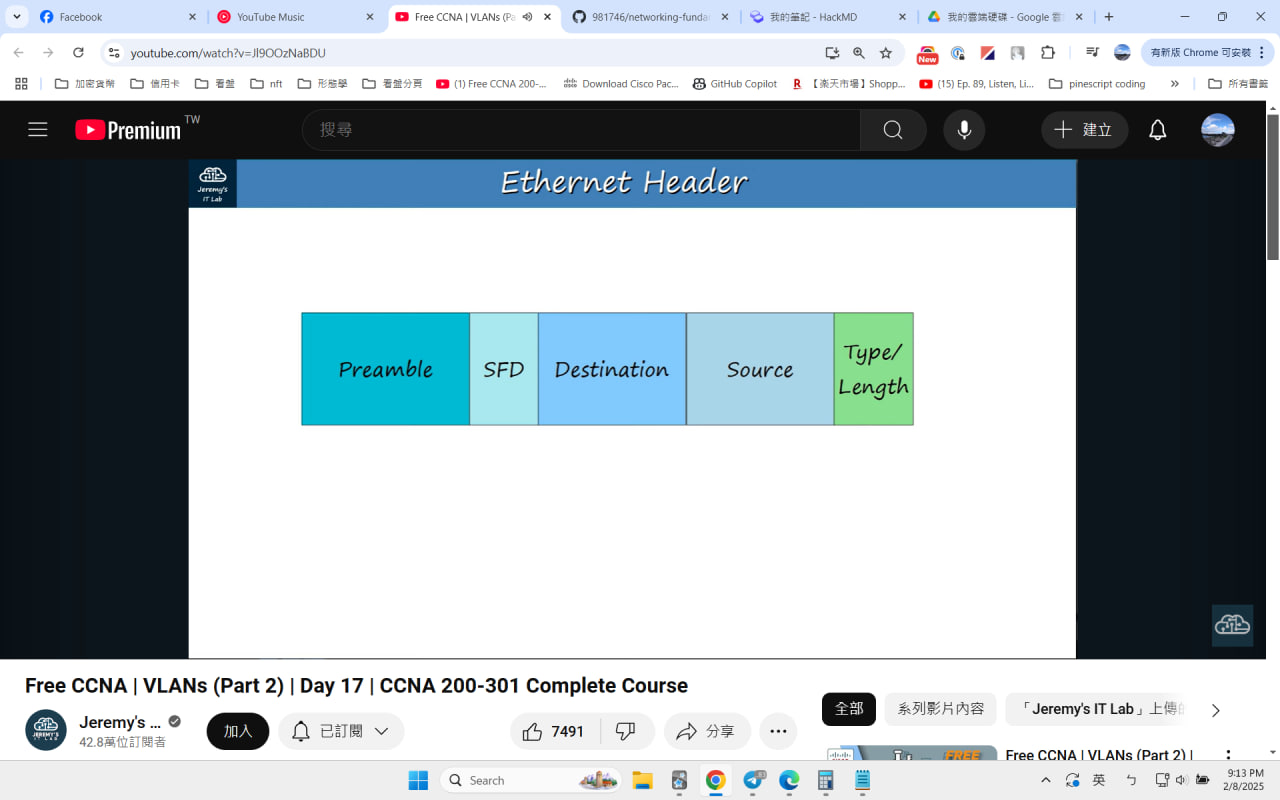 Facebook
YouTube Music
Free CCNA | VLANs (Pa
981746/networking-funda
我的筆記 - HackMD
我的雲端硬碟 - Google 雲
youtube.com/watch?v=Jl9OOzNaBDU
New
有新版 Chrome 可安裝
加密貨幣
信用卡
看盤
nft
形態學
看盤分頁
(1) Free CCNA 200-...
Download Cisco Pac...
GitHub Copilot
【楽天市場】Shopp...
(15) Ep. 89, Listen, Li...
pinescript coding
»
所有書籤
Premium TW
搜尋
建立
Jeremy's
IT Lab
Ethernet Header
Preamble
SFD
Destination
Source
Type/
Length
Free CCNA | VLANs (Part 2) | Day 17 | CCNA 200-301 Complete Course
Jeremy's ...
42.8萬位訂閱者
加入
已訂閱
7491
分享
全部
系列影片內容
「Jeremy's IT Lab」上傳的
Free CCNA | VLANs (Part 2) |
FREE
Search
英
ㄅ
9:13 PM
2/8/2025